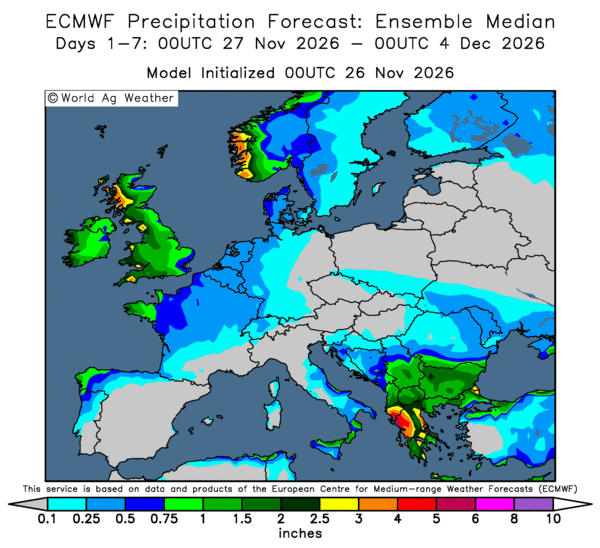 ECMWF Precipitation Forecast: Ensemble Median
Days 1-7: 00UTC 27 Nov 2026 - 00UTC 4 Dec 2026
Model Initialized 00UTC 26 Nov 2026
© World Ag Weather
This service is based on data and products of the European Centre for Medium-range Weather Forecasts (ECMWF)
0.1 0.25 0.5 0.75 1 1.5 2 2.5 3 4 5 6 8 10
inches